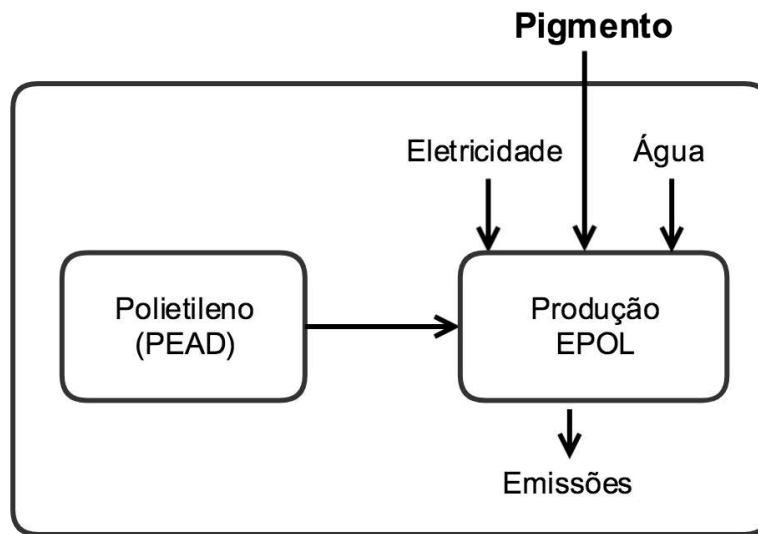 Pigmento
Eletricidade
Água
Polietileno
(PEAD)
Produção
EPOL
Emissões